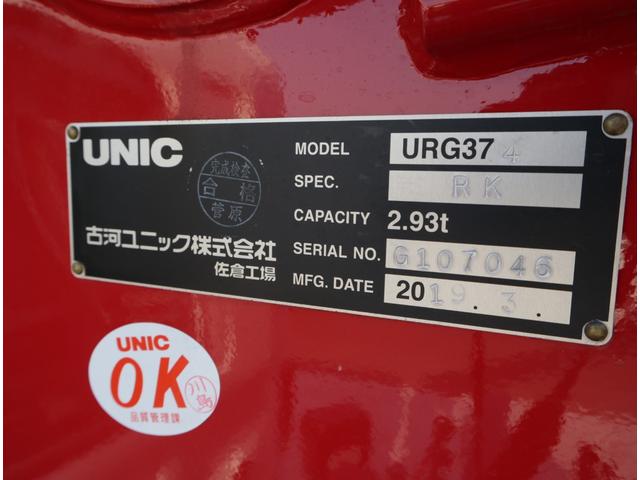 UNIC
完成検査
合格
菅原
古河ユニック株式会社
佐倉工場
MODEL URG374
SPEC. RK
CAPACITY 2.93t
SERIAL NO. G107046
MFG. DATE 2019.3.
UNIC
OK
川島
品質管理課